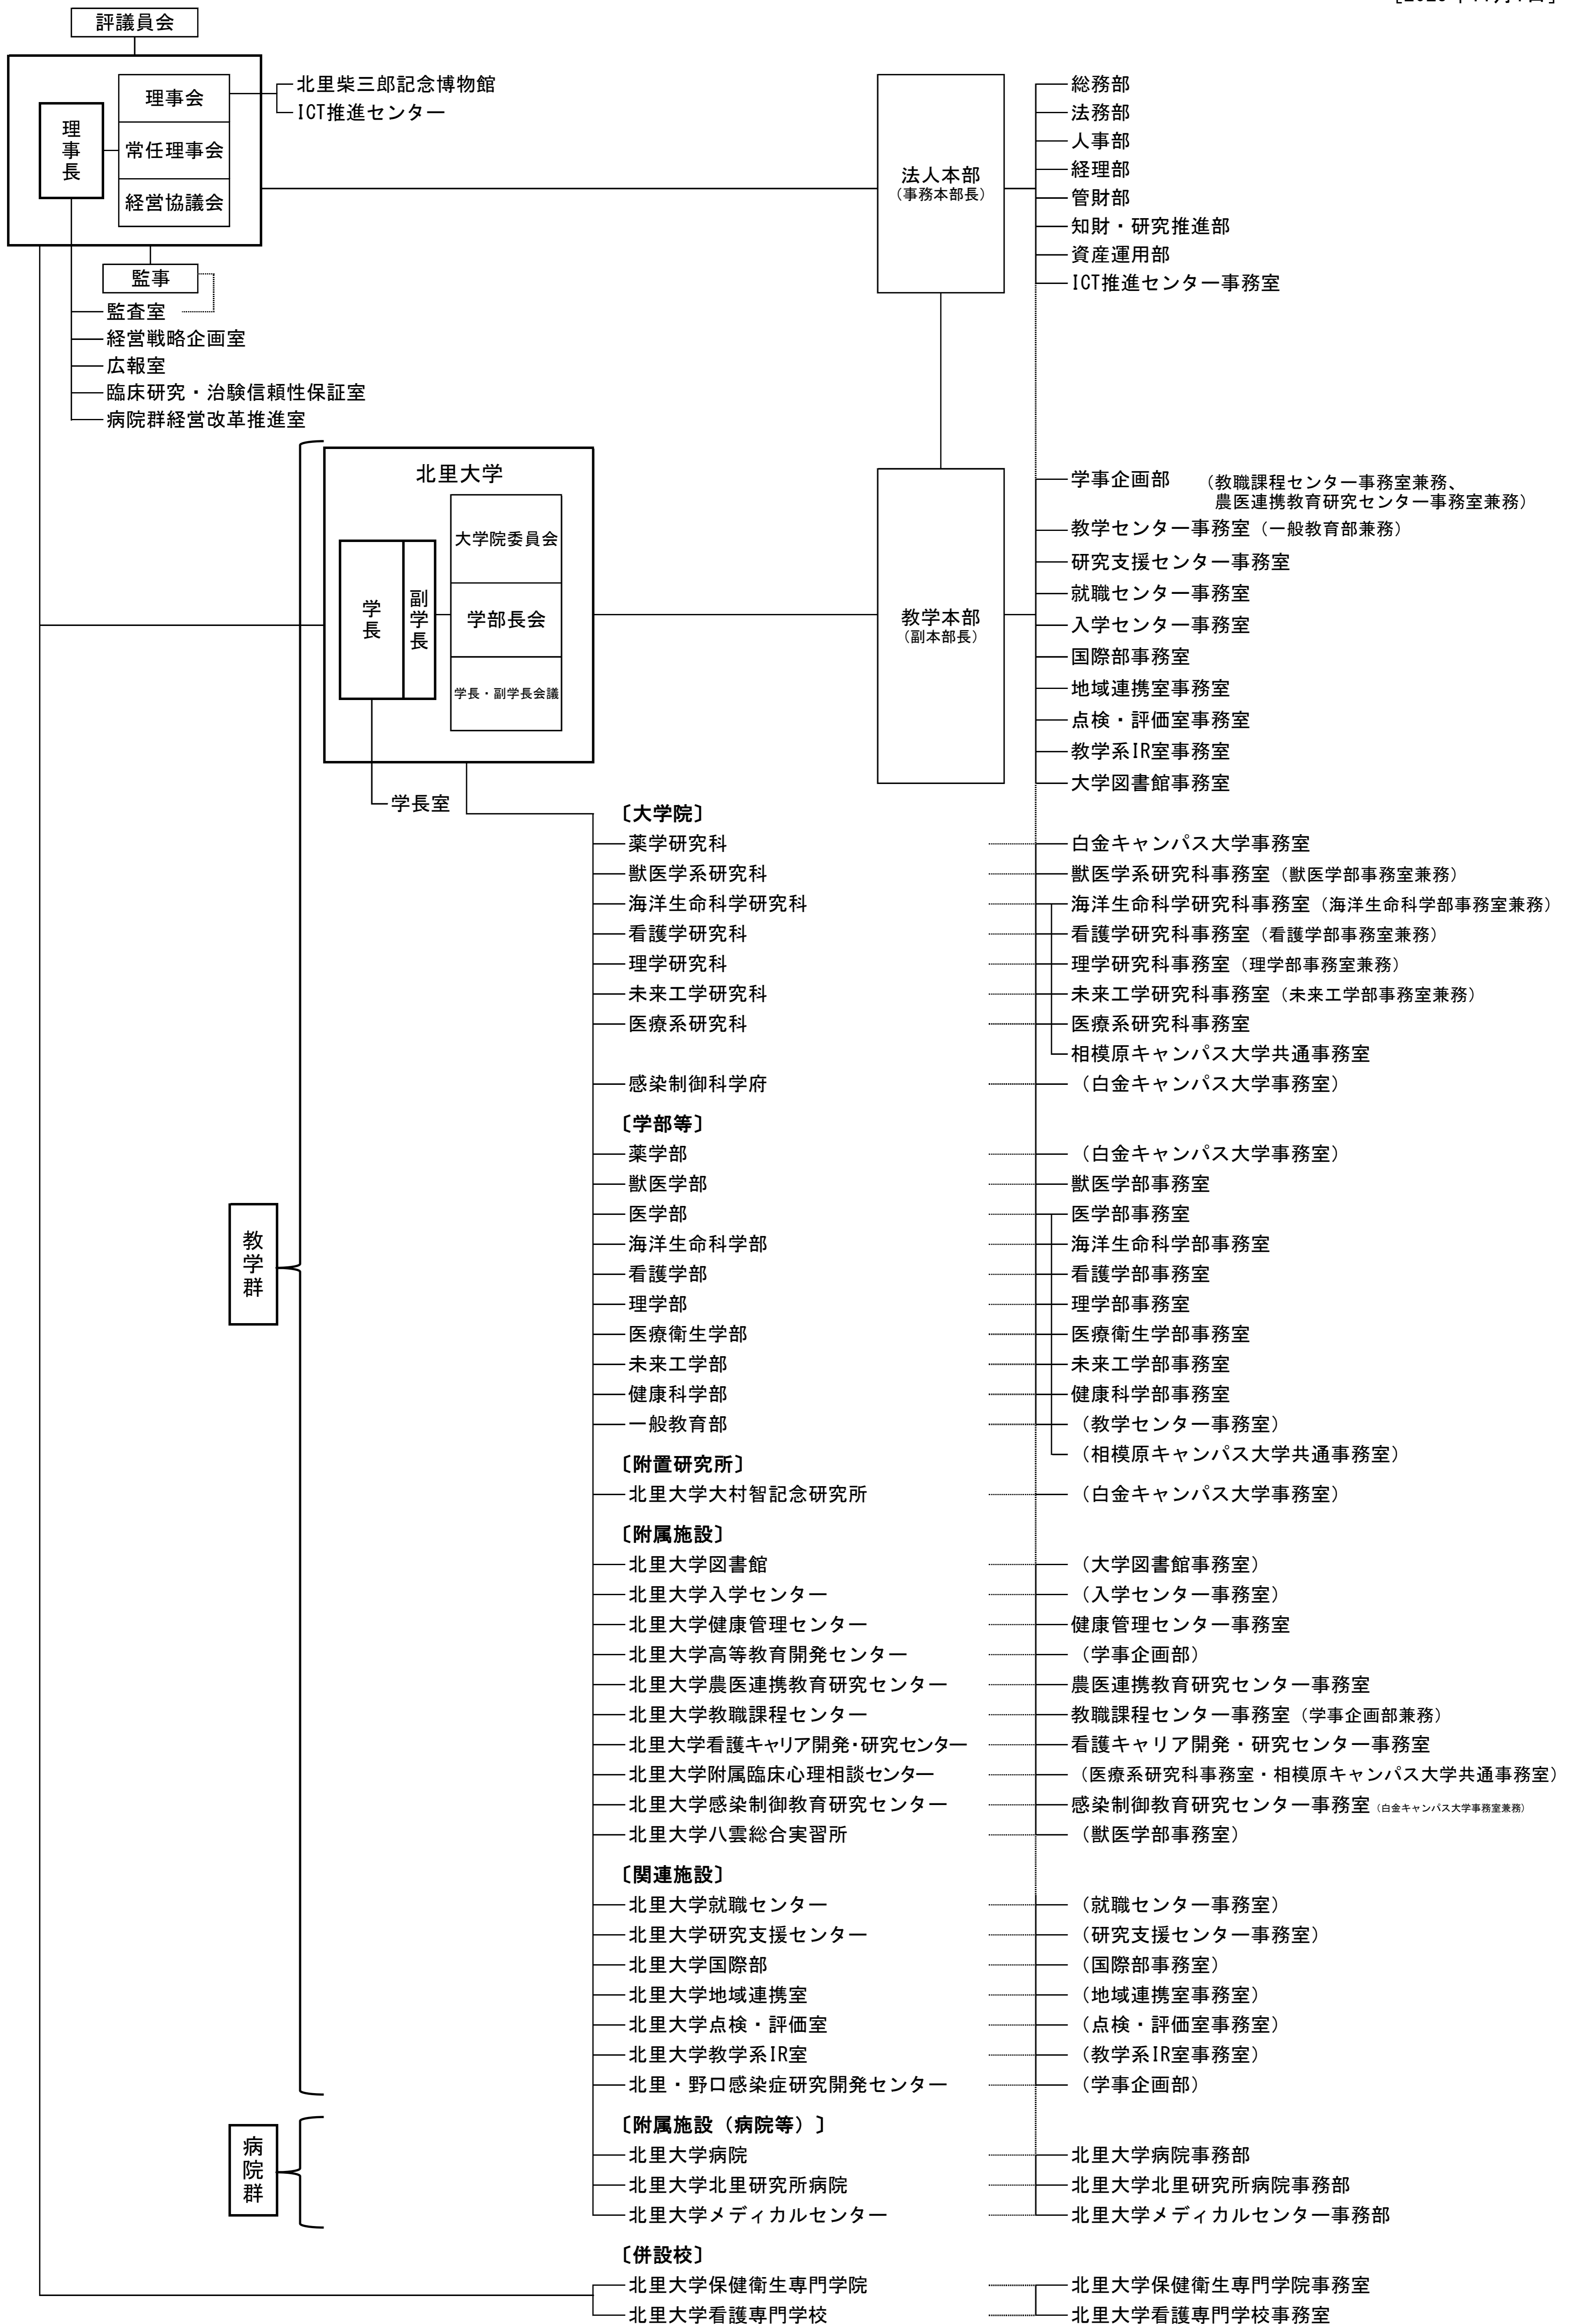 評議員会
理事会
常任理事会
経営協議会
理事長
北里柴三郎記念博物館
ICT推進センター
監事
監査室
経営戦略企画室
広報室
臨床研究・治験信頼性保証室
病院群経営改革推進室
法人本部
(事務本部長)
総務部
法務部
人事部
経理部
管財部
知財・研究推進部
資産運用部
ICT推進センター事務室
北里大学
大学院委員会
学部長会
学長・副学長会議
学長
副学長
学長室
教学本部
(副本部長)
学事企画部 (教職課程センター事務室兼務、
農医連携教育研究センター事務室兼務)
教学センター事務室(一般教育部兼務)
研究支援センター事務室
就職センター事務室
入学センター事務室
国際部事務室
地域連携室事務室
点検・評価室事務室
教学系IR室事務室
大学図書館事務室
教学群
〔大学院〕
薬学研究科 白金キャンパス大学事務室
獣医学系研究科 獣医学系研究科事務室(獣医学部事務室兼務)
海洋生命科学研究科 海洋生命科学研究科事務室(海洋生命科学部事務室兼務)
看護学研究科 看護学研究科事務室(看護学部事務室兼務)
理学研究科 理学研究科事務室(理学部事務室兼務)
未来工学研究科 未来工学研究科事務室(未来工学部事務室兼務)
医療系研究科 医療系研究科事務室
相模原キャンパス大学共通事務室
感染制御科学府 (白金キャンパス大学事務室)
〔学部等〕
薬学部 (白金キャンパス大学事務室)
獣医学部 獣医学部事務室
医学部 医学部事務室
海洋生命科学部 海洋生命科学部事務室
看護学部 看護学部事務室
理学部 理学部事務室
医療衛生学部 医療衛生学部事務室
未来工学部 未来工学部事務室
健康科学部 健康科学部事務室
一般教育部 (教学センター事務室)
(相模原キャンパス大学共通事務室)
〔附置研究所〕
北里大学大村智記念研究所 (白金キャンパス大学事務室)
〔附属施設〕
北里大学図書館 (大学図書館事務室)
北里大学入学センター (入学センター事務室)
北里大学健康管理センター 健康管理センター事務室
北里大学高等教育開発センター (学事企画部)
北里大学農医連携教育研究センター 農医連携教育研究センター事務室
北里大学教職課程センター 教職課程センター事務室(学事企画部兼務)
北里大学看護キャリア開発・研究センター 看護キャリア開発・研究センター事務室
北里大学附属臨床心理相談センター (医療系研究科事務室・相模原キャンパス大学共通事務室)
北里大学感染制御教育研究センター 感染制御教育研究センター事務室(白金キャンパス大学事務室兼務)
北里大学八雲総合実習所 (獣医学部事務室)
〔関連施設〕
北里大学就職センター (就職センター事務室)
北里大学研究支援センター (研究支援センター事務室)
北里大学国際部 (国際部事務室)
北里大学地域連携室 (地域連携室事務室)
北里大学点検・評価室 (点検・評価室事務室)
北里大学教学系IR室 (教学系IR室事務室)
北里・野口感染症研究開発センター (学事企画部)
病院群
〔附属施設(病院等)〕
北里大学病院 北里大学病院事務部
北里大学北里研究所病院 北里大学北里研究所病院事務部
北里大学メディカルセンター 北里大学メディカルセンター事務部
〔併設校〕
北里大学保健衛生専門学院 北里大学保健衛生専門学院事務室
北里大学看護専門学校 北里大学看護専門学校事務室